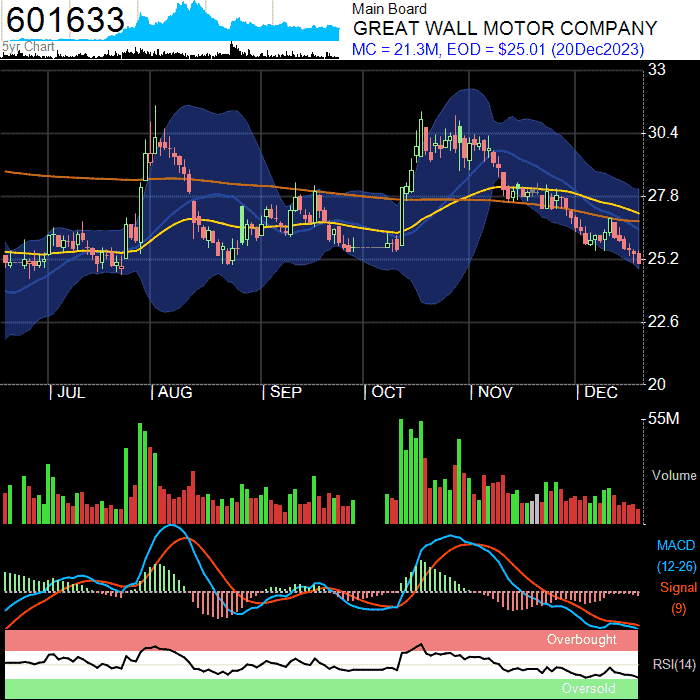 601633
5yr Chart
Main Board
GREAT WALL MOTOR COMPANY
MC = 21.3M, EOD = $25.01 (20Dec2023)
33
30.4
27.8
25.2
22.6
20
| JUL | AUG | SEP | OCT | NOV | DEC
55M
Volume
MACD
(12-26)
Signal
(9)
Overbought
RSI(14)
Oversold